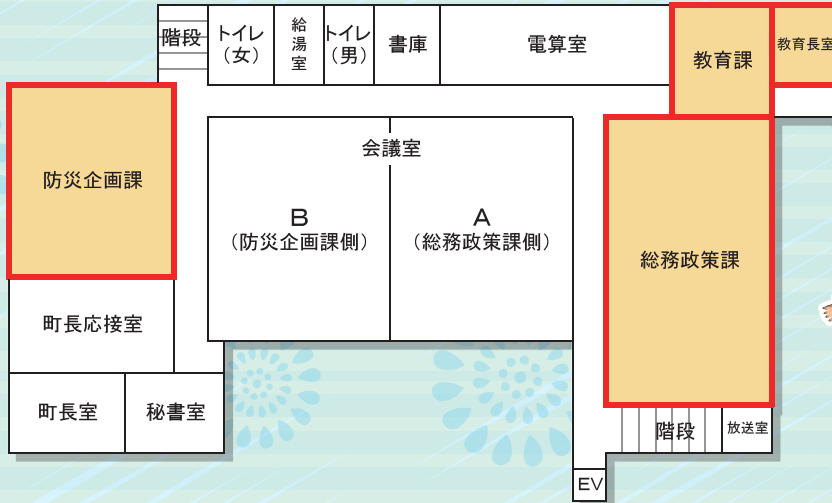 階段
トイレ
（女）
給湯室
トイレ
（男）
書庫
電算室
教育課
教育長室
防災企画課
会議室
B
（防災企画課側）
A
（総務政策課側）
総務政策課
町長応接室
町長室
秘書室
階段
放送室
EV